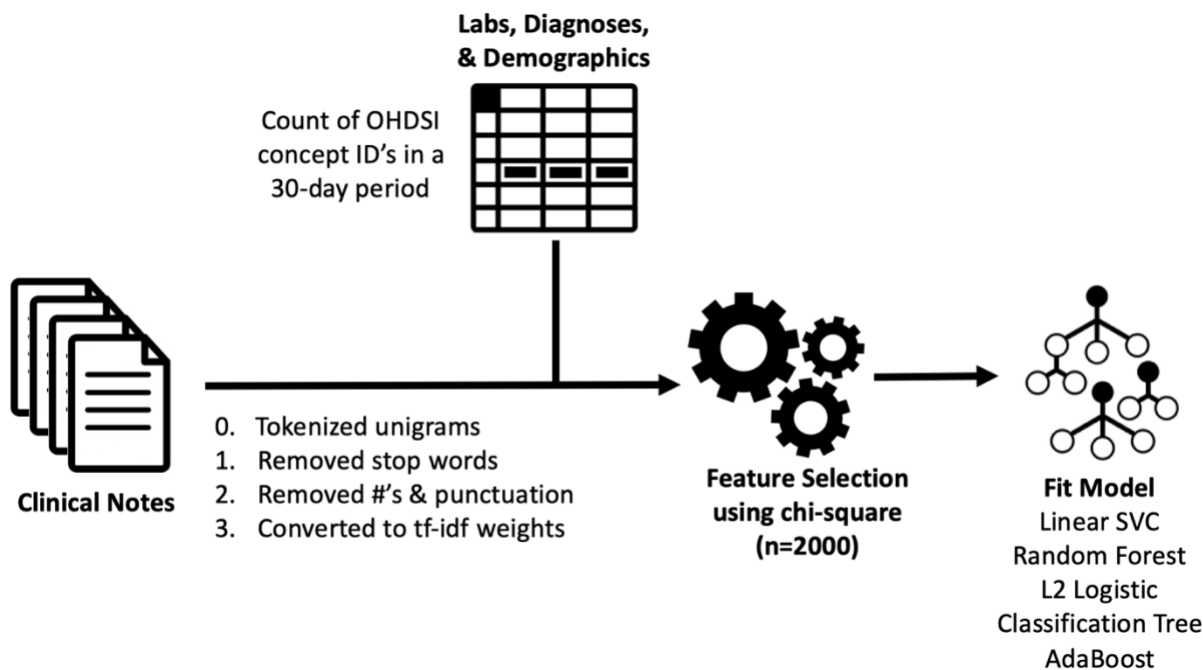 Labs, Diagnoses,
& Demographics
Count of OHDSI
concept ID's in a
30-day period
Clinical Notes
0. Tokenized unigrams
1. Removed stop words
2. Removed #'s & punctuation
3. Converted to tf-idf weights
Feature Selection
using chi-square
(n=2000)
Fit Model
Linear SVC
Random Forest
L2 Logistic
Classification Tree
AdaBoost